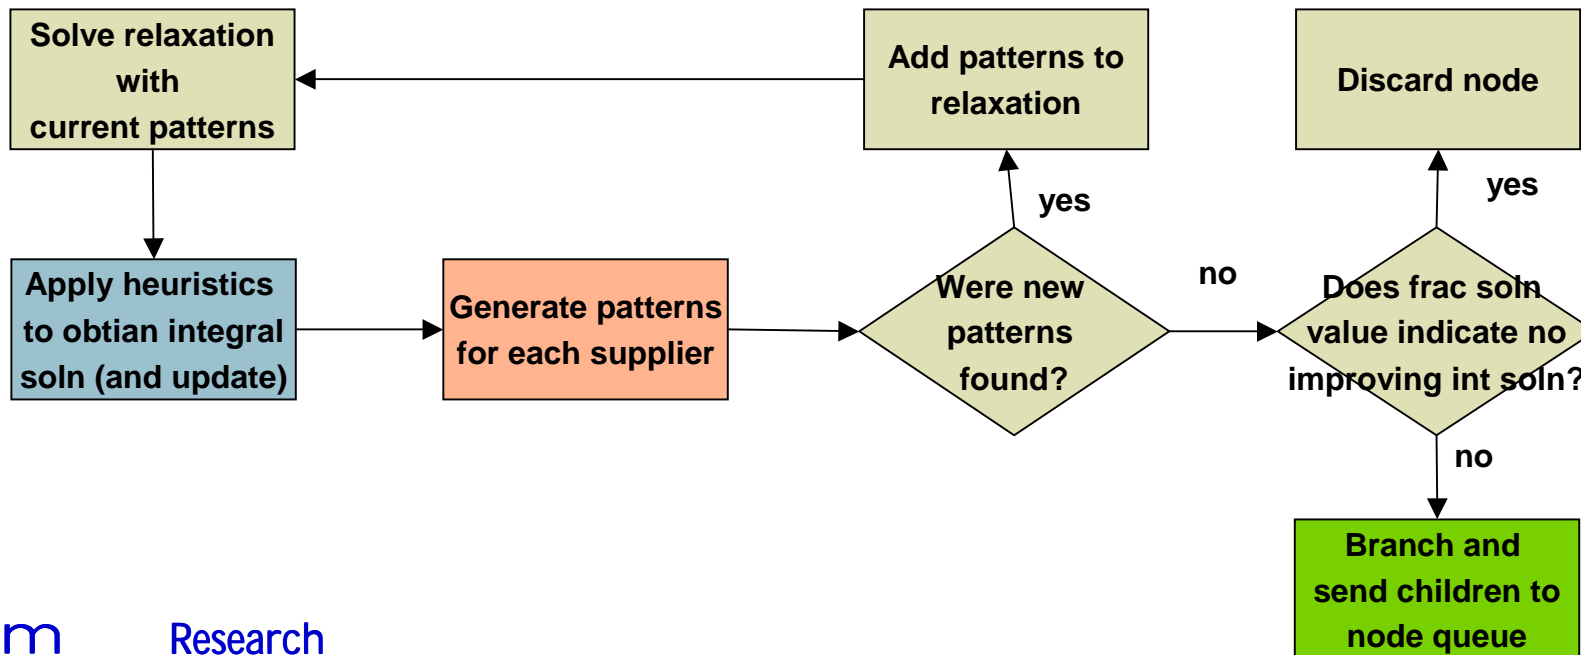 Solve relaxation
with
current patterns
Add patterns to
relaxation
Discard node
yes
yes
Apply heuristics
to obtian integral
soln (and update)
Generate patterns
for each supplier
Were new
patterns
found?
no
Does frac soln
value indicate no
improving int soln?
no
Branch and
send children to
node queue
m Research